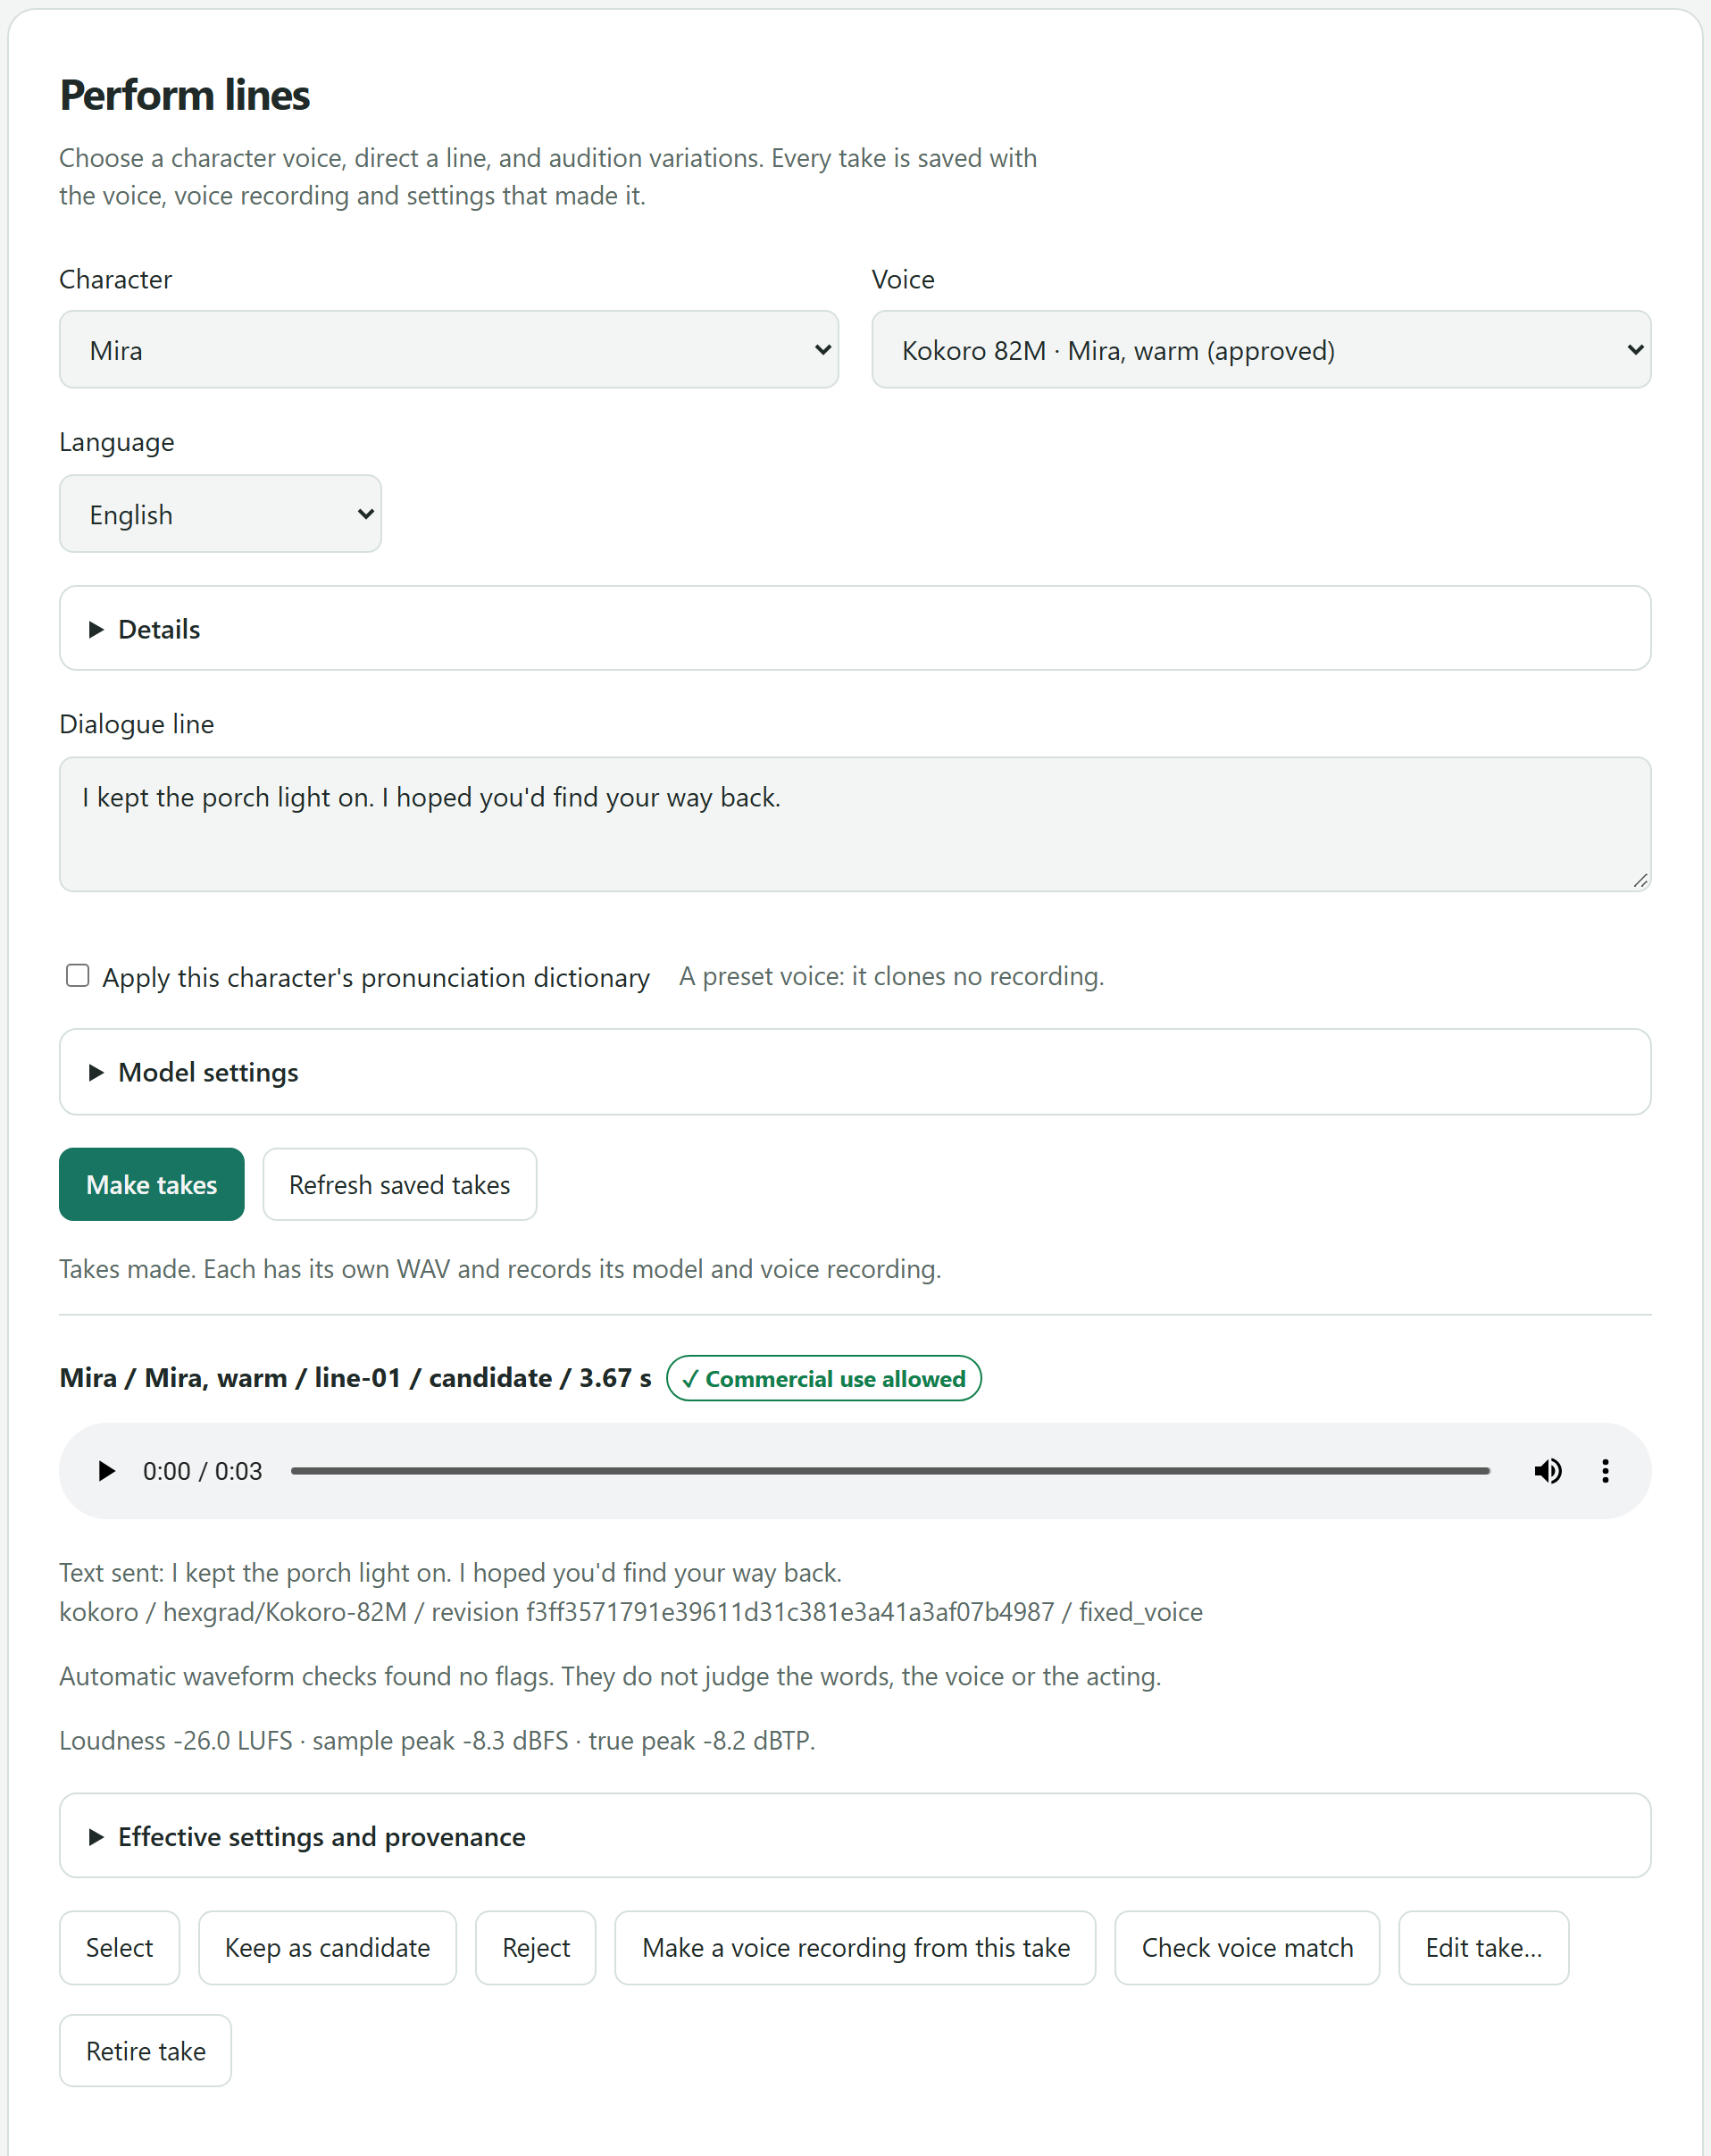 Perform lines
Choose a character voice, direct a line, and audition variations. Every take is saved with
the voice, voice recording and settings that made it.
Character
Voice
Mira
Kokoro 82M · Mira, warm (approved)
Language
English
Details
Dialogue line
I kept the porch light on. I hoped you'd find your way back.
Apply this character's pronunciation dictionary
A preset voice: it clones no recording.
Model settings
Make takes
Refresh saved takes
Takes made. Each has its own WAV and records its model and voice recording.
Mira / Mira, warm / line-01 / candidate / 3.67 s
✓ Commercial use allowed
0:00 / 0:03
Text sent: I kept the porch light on. I hoped you'd find your way back.
kokoro / hexgrad/Kokoro-82M / revision f3ff3571791e39611d31c381e3a41a3af07b4987 / fixed_voice
Automatic waveform checks found no flags. They do not judge the words, the voice or the acting.
Loudness -26.0 LUFS · sample peak -8.3 dBFS · true peak -8.2 dBTP.
Effective settings and provenance
Select
Keep as candidate
Reject
Make a voice recording from this take
Check voice match
Edit take...
Retire take